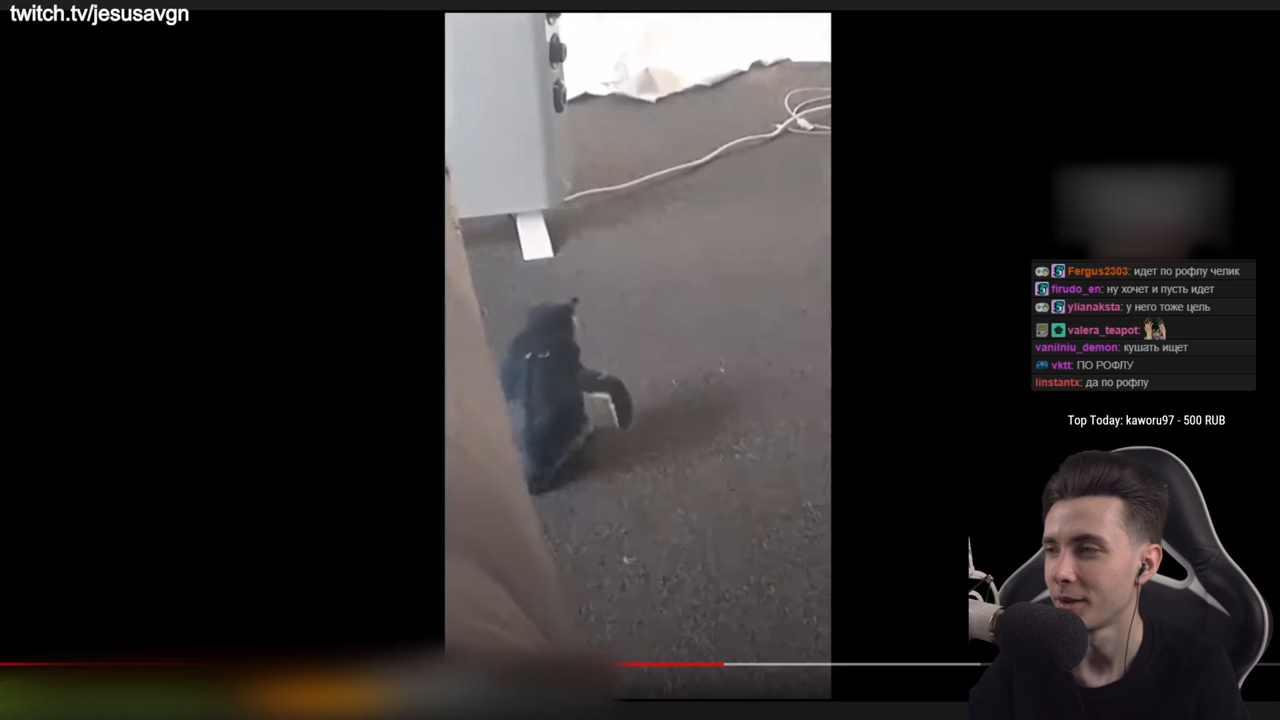 twitch.tv/jesusavgn
Fergus2303: идет по рофлу челик
firudo_en: ну хочет и пусть идет
ylianaksta: у него тоже цель
valera_teapot:
vanilniu_demon: кушать ищет
vktt: ПО РОФЛУ
linstantx: да по рофлу
Top Today: kaworu97 - 500 RUB